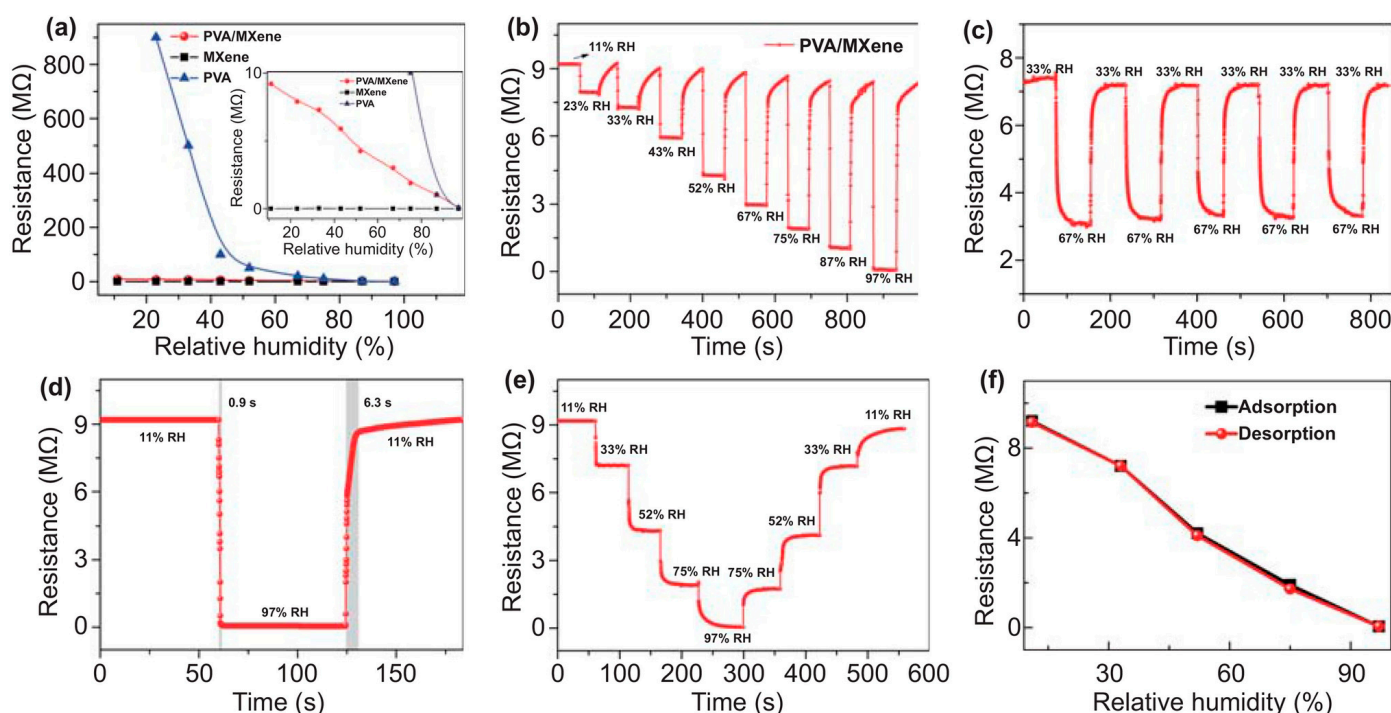 (a)
PVA/MXene
MXene
PVA
Resistance (MΩ)
800
600
400
200
0
20 40 60 80 100
Relative humidity (%)
10
5
0
20 40 60 80
Resistance (MΩ)
Relative humidity (%)
PVA/MXene
MXene
PVA
(b)
11% RH
PVA/MXene
23% RH
33% RH
43% RH
52% RH
67% RH
75% RH
87% RH
97% RH
Resistance (MΩ)
9
6
3
0
0 200 400 600 800
Time (s)
(c)
33% RH 33% RH 33% RH 33% RH 33% RH 33% RH
67% RH 67% RH 67% RH 67% RH 67% RH
Resistance (MΩ)
8
6
4
2
0 200 400 600 800
Time (s)
(d)
0.9 s
6.3 s
11% RH
11% RH
97% RH
Resistance (MΩ)
9
6
3
0
0 50 100 150
Time (s)
(e)
11% RH
33% RH
52% RH
75% RH
97% RH
75% RH
52% RH
33% RH
11% RH
Resistance (MΩ)
9
6
3
0
0 100 200 300 400 500 600
Time (s)
(f)
Adsorption
Desorption
Resistance (MΩ)
8
4
0
30 60 90
Relative humidity (%)